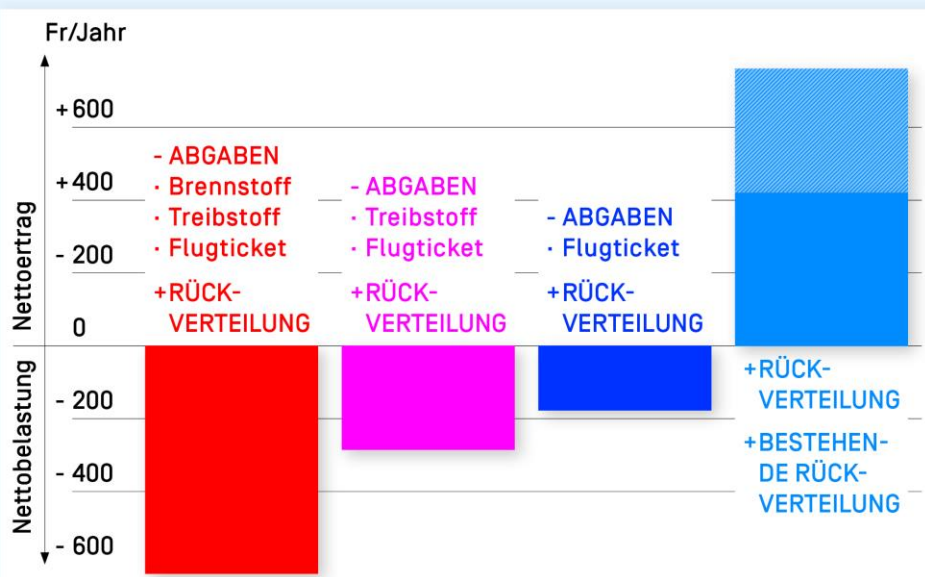 Fr/Jahr
+ 600
+ 400
- 200
0
- 200
- 400
- 600
Nettoertrag
Nettobelastung
- ABGABEN
· Brennstoff
· Treibstoff
· Flugticket
+ RÜCK-
VERTEILUNG
- ABGABEN
· Treibstoff
· Flugticket
+ RÜCK-
VERTEILUNG
- ABGABEN
· Flugticket
+ RÜCK-
VERTEILUNG
+ RÜCK-
VERTEILUNG
+ BESTEHEN-
DE RÜCK-
VERTEILUNG